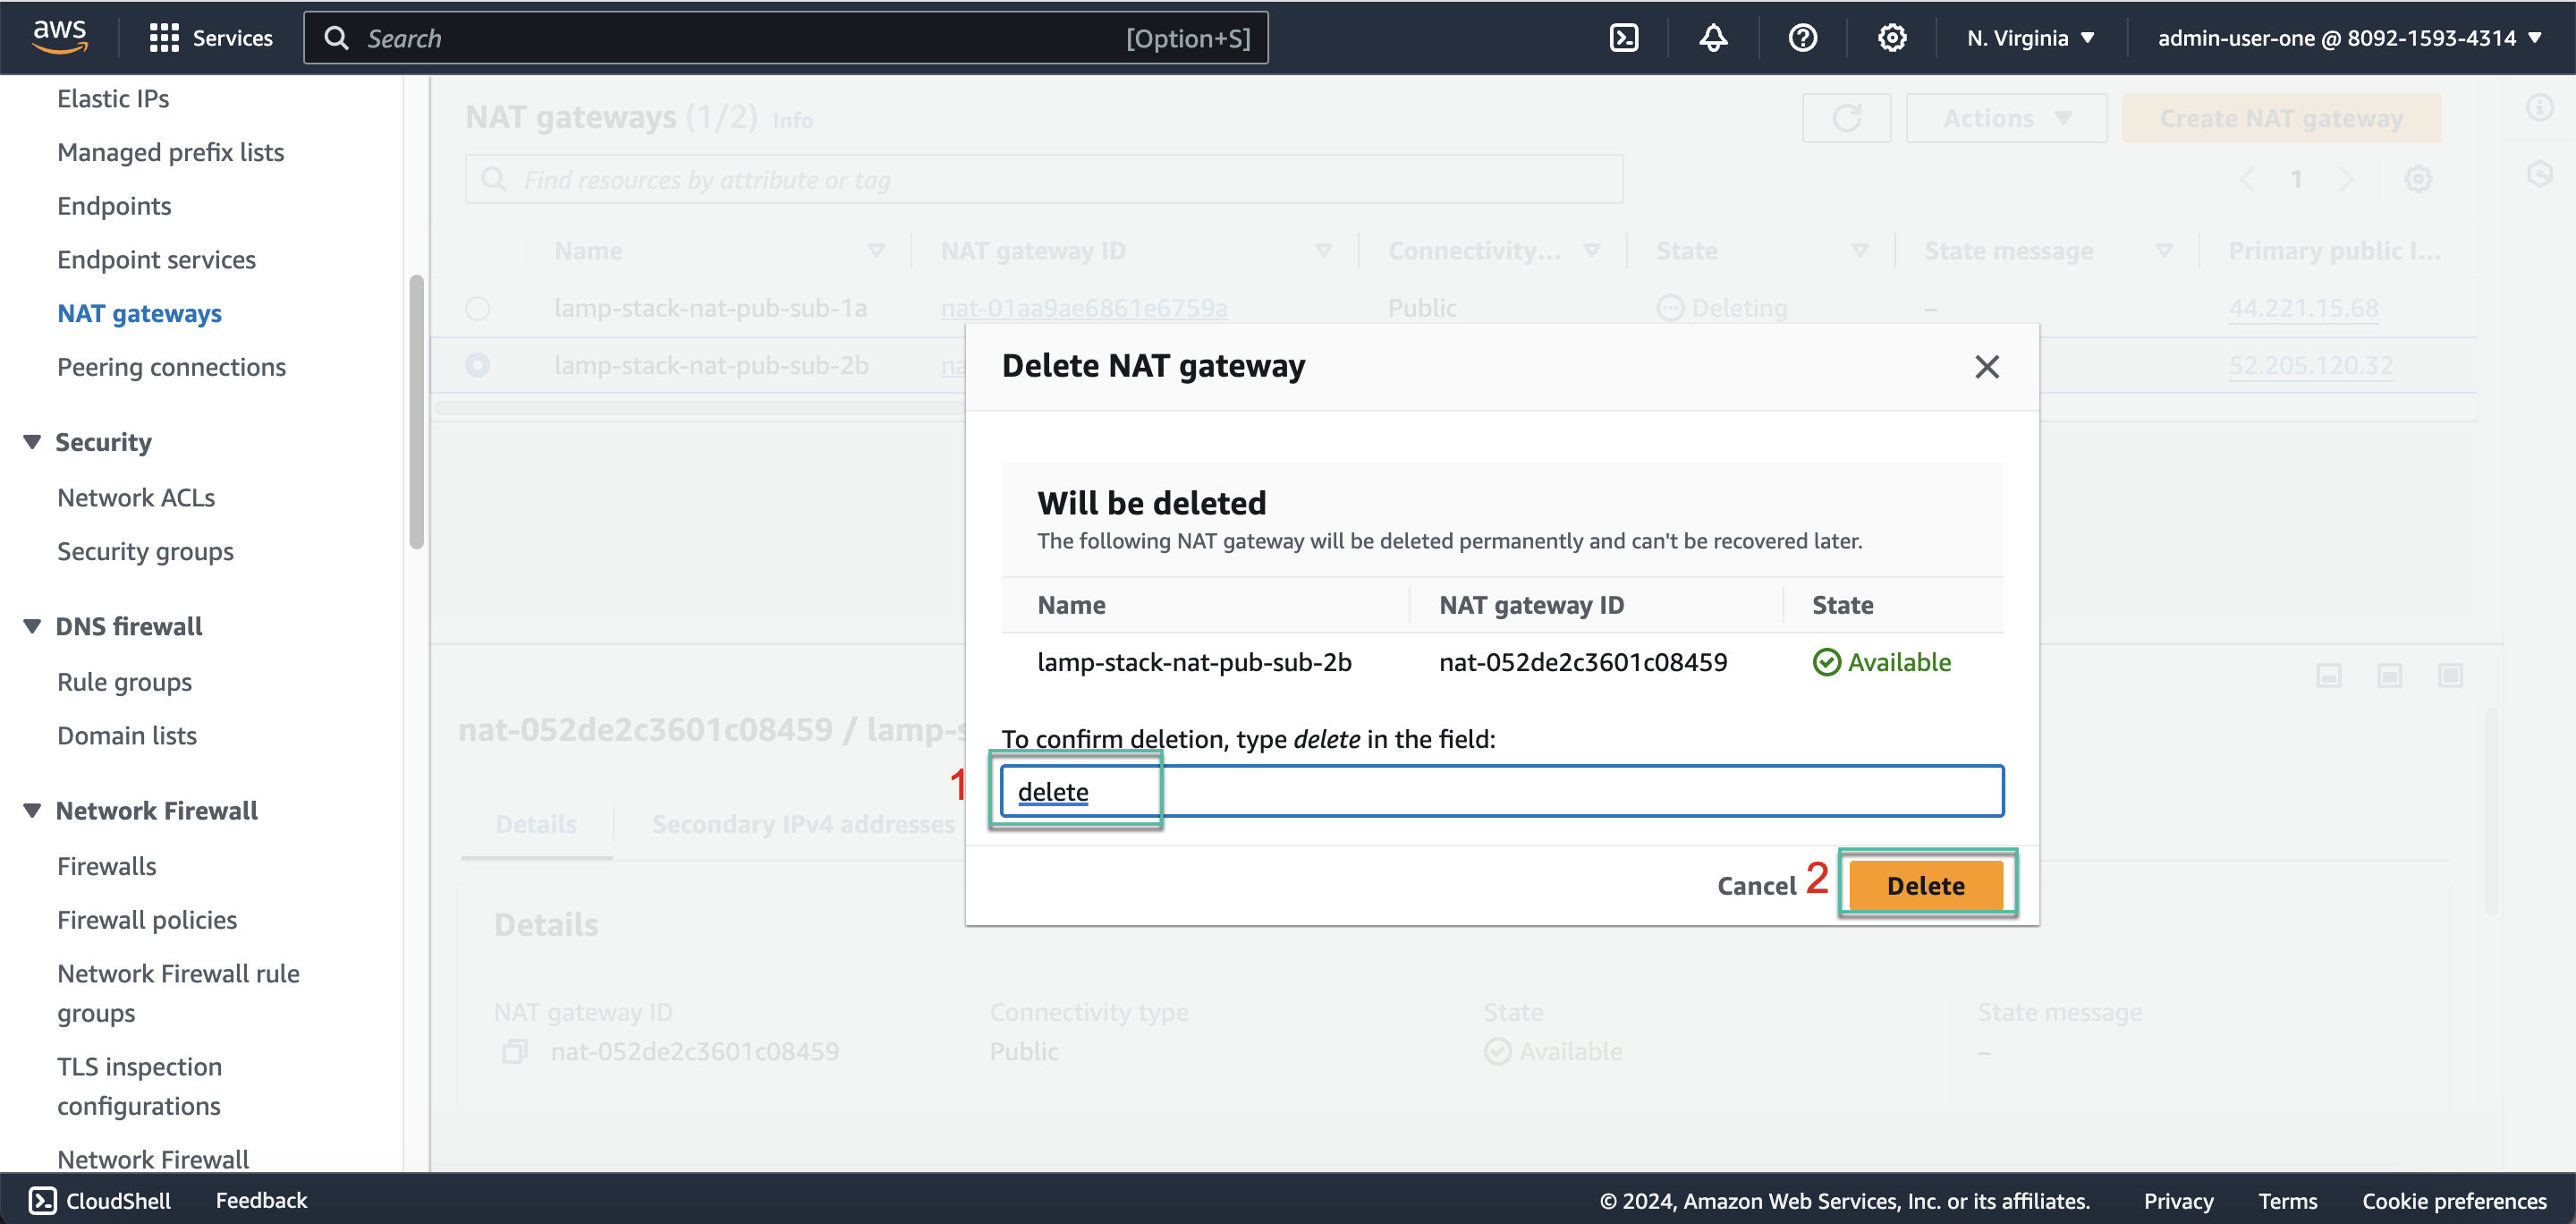 aws
Services
Search
[Option+S]
N. Virginia
admin-user-one @ 8092-1593-4314
Elastic IPs
Managed prefix lists
Endpoints
Endpoint services
NAT gateways
Peering connections
Security
Network ACLs
Security groups
DNS firewall
Rule groups
Domain lists
Network Firewall
Firewalls
Firewall policies
Network Firewall rule
groups
TLS inspection
configurations
Network Firewall
NAT gateways (1/2) Info
Actions
Create NAT gateway
Find resources by attribute or tag
1
Name
NAT gateway ID
Connectivity...
State
State message
Primary public I...
lamp-stack-nat-pub-sub-1a
nat-01aa9ae6861e6759a
Public
Deleting
–
44.221.15.68
lamp-stack-nat-pub-sub-2b
na
52.205.120.32
Delete NAT gateway
Will be deleted
The following NAT gateway will be deleted permanently and can't be recovered later.
Name
NAT gateway ID
State
lamp-stack-nat-pub-sub-2b
nat-052de2c3601c08459
Available
To confirm deletion, type delete in the field:
1
delete
Cancel
2
Delete
nat-052de2c3601c08459 / lamp-s
Details
Secondary IPv4 addresses
Details
NAT gateway ID
nat-052de2c3601c08459
Connectivity type
Public
State
Available
State message
–
CloudShell
Feedback
© 2024, Amazon Web Services, Inc. or its affiliates.
Privacy
Terms
Cookie preferences